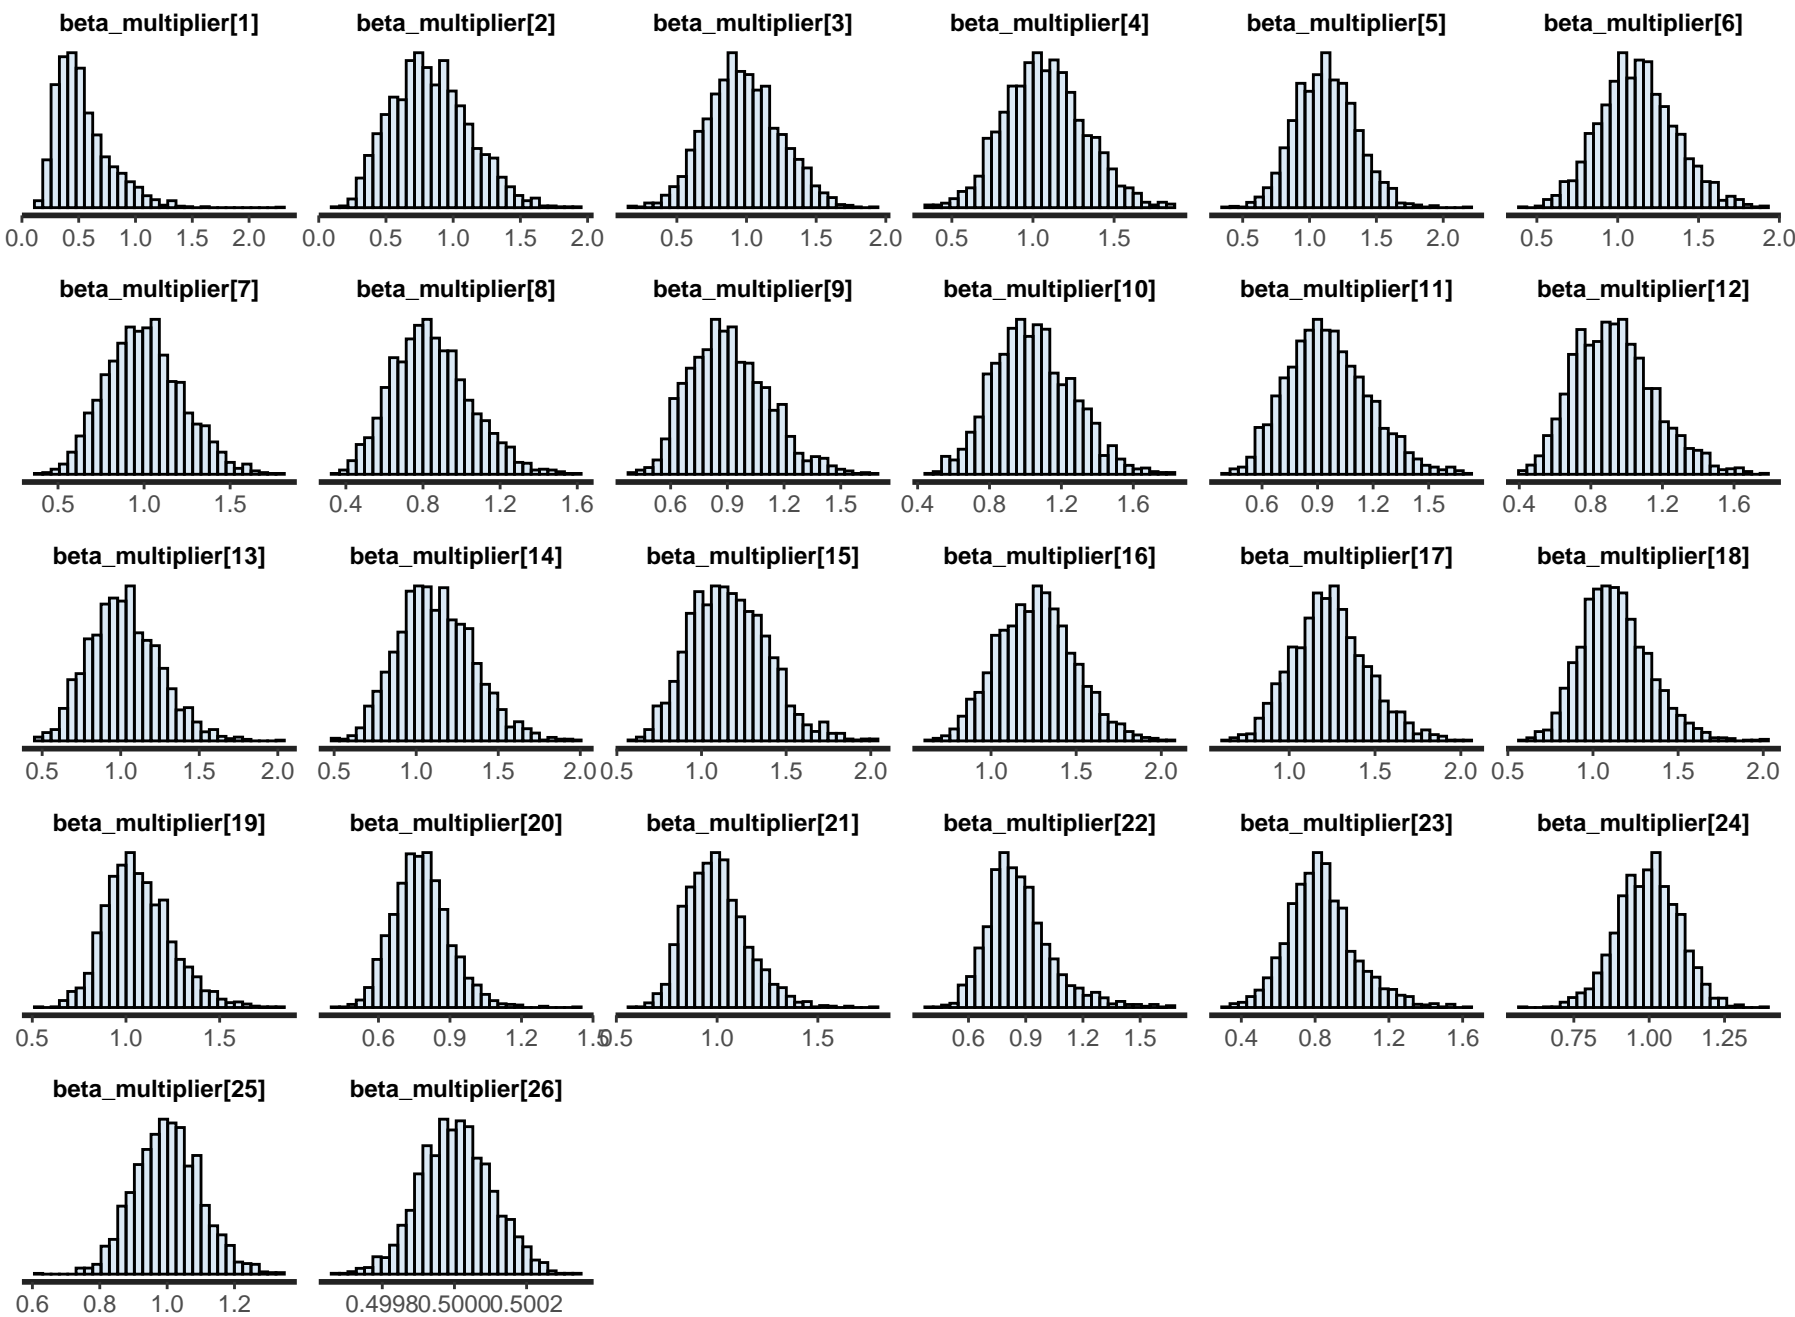 beta_multiplier[1] beta_multiplier[2] beta_multiplier[3] beta_multiplier[4] beta_multiplier[5] beta_multiplier[6]
0.0 0.5 1.0 1.5 2.0 0.0 0.5 1.0 1.5 2.0 0.5 1.0 1.5 2.0 0.5 1.0 1.5 0.5 1.0 1.5 2.0 0.5 1.0 1.5 2.0
beta_multiplier[7] beta_multiplier[8] beta_multiplier[9] beta_multiplier[10] beta_multiplier[11] beta_multiplier[12]
0.5 1.0 1.5 0.4 0.8 1.2 1.6 0.6 0.9 1.2 1.5 0.4 0.8 1.2 1.6 0.6 0.9 1.2 1.5 0.4 0.8 1.2 1.6
beta_multiplier[13] beta_multiplier[14] beta_multiplier[15] beta_multiplier[16] beta_multiplier[17] beta_multiplier[18]
0.5 1.0 1.5 2.0 0.5 1.0 1.5 2.0 0.5 1.0 1.5 2.0 1.0 1.5 2.0 1.0 1.5 2.0 0.5 1.0 1.5 2.0
beta_multiplier[19] beta_multiplier[20] beta_multiplier[21] beta_multiplier[22] beta_multiplier[23] beta_multiplier[24]
0.5 1.0 1.5 0.6 0.9 1.2 1.5 0.5 1.0 1.5 0.6 0.9 1.2 1.5 0.4 0.8 1.2 1.6 0.75 1.00 1.25
beta_multiplier[25] beta_multiplier[26]
0.6 0.8 1.0 1.2 0.4998 0.5000 0.5002